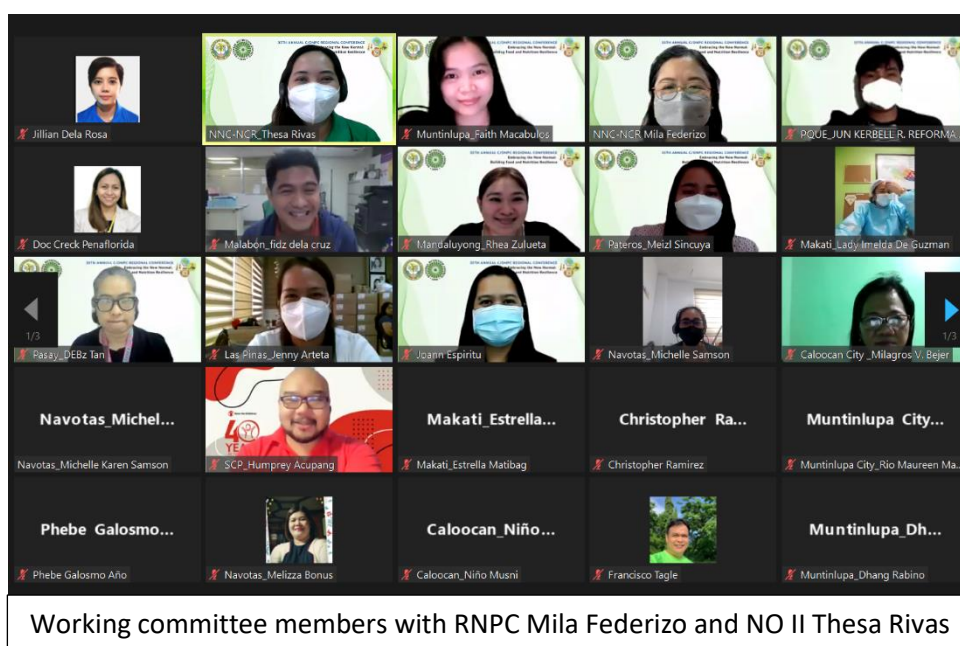 Jillian Dela Rosa
NNC-NCR_Thesa Rivas
Muntinlupa_Faith Macabulos
NNC-NCR Mila Federizo
PQUE_JUN KERBELL R. REFORMA
Doc Creck Penaflorida
Malabon_fidz dela cruz
Mandaluyong_Rhea Zulueta
Pateros_Meizl Sincuya
Makati_Lady Imelda De Guzman
1/3
1/3
Pasay_DEBz Tan
Las Pinas_Jenny Arteta
Joann Espiritu
Navotas_Michelle Samson
Caloocan City _Milagros V. Bejer
Navotas_Michel...
40
YEARS
Makati_Estrella...
Christopher Ra...
Muntinlupa City...
Navotas_Michelle Karen Samson
SCP_Humprey Acupang
Makati_Estrella Matibag
Christopher Ramirez
Muntinlupa City_Rio Maureen Ma...
Phebe Galosmo...
Caloocan_Niño...
Muntinlupa_Dh...
Phebe Galosmo Año
Navotas_Melizza Bonus
Caloocan_Niño Musni
Francisco Tagle
Muntinlupa_Dhang Rabino
Working committee members with RNPC Mila Federizo and NO II Thesa Rivas